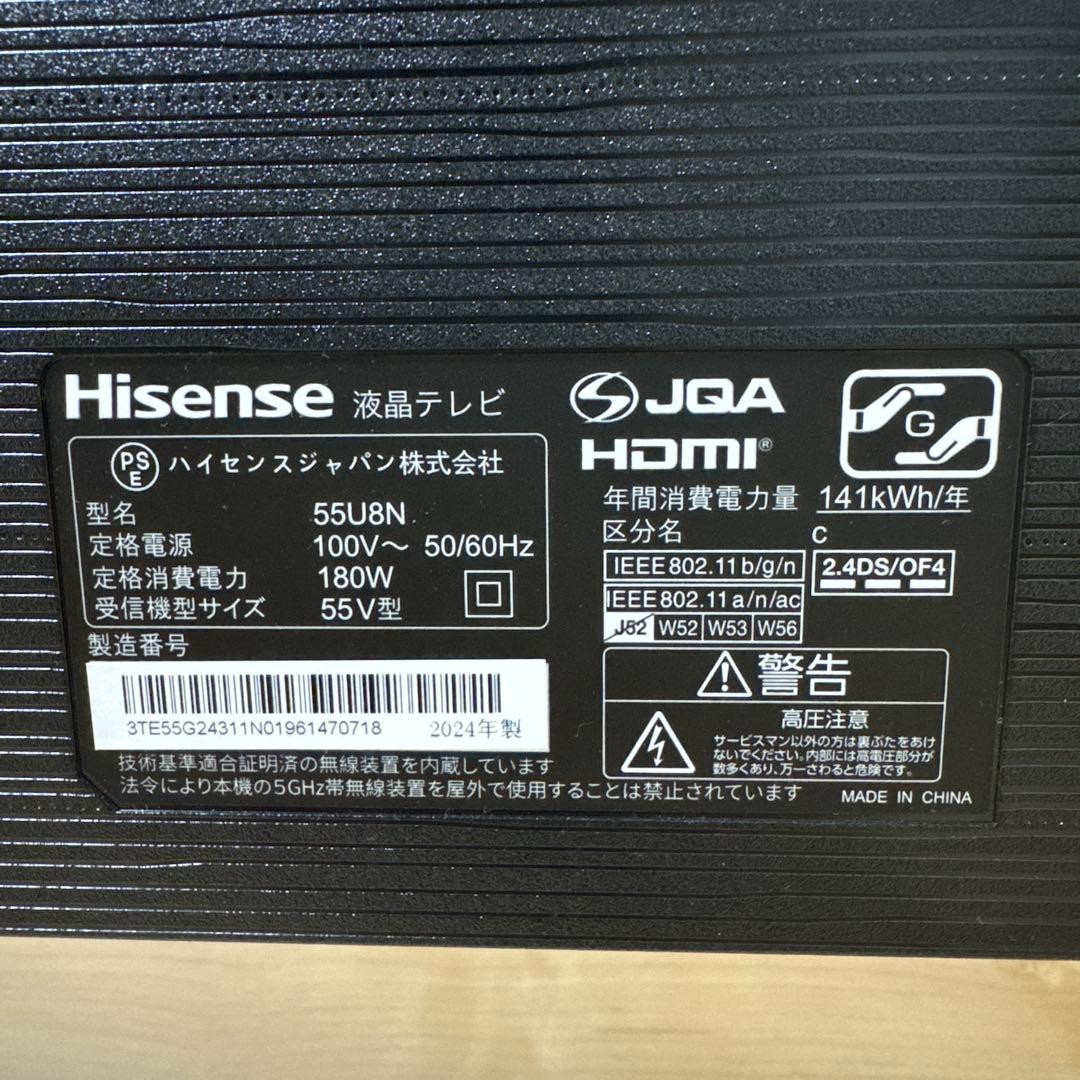 Hisense 液晶テレビ
PSE ハイセンスジャパン株式会社
型名 55U8N
定格電源 100V～ 50/60Hz
定格消費電力 180W
受信機型サイズ 55V型
製造番号
3TE55G24311N01961470718 2024年製
技術基準適合証明済の無線装置を内蔵しています
法令により本機の5GHz帯無線装置を屋外で使用することは禁止されています
JQA
HDMI®
G
年間消費電力量 141kWh/年
区分名 C
IEEE802.11b/g/n
2.4DS/OF4
IEEE802.11a/n/ac
J52 W52 W53 W56
警告
高圧注意
サービスマン以外の方は裏ぶたをあけ
ないでください。内部には高電圧部分が
数多くあり、万一さわると危険です。
MADE IN CHINA